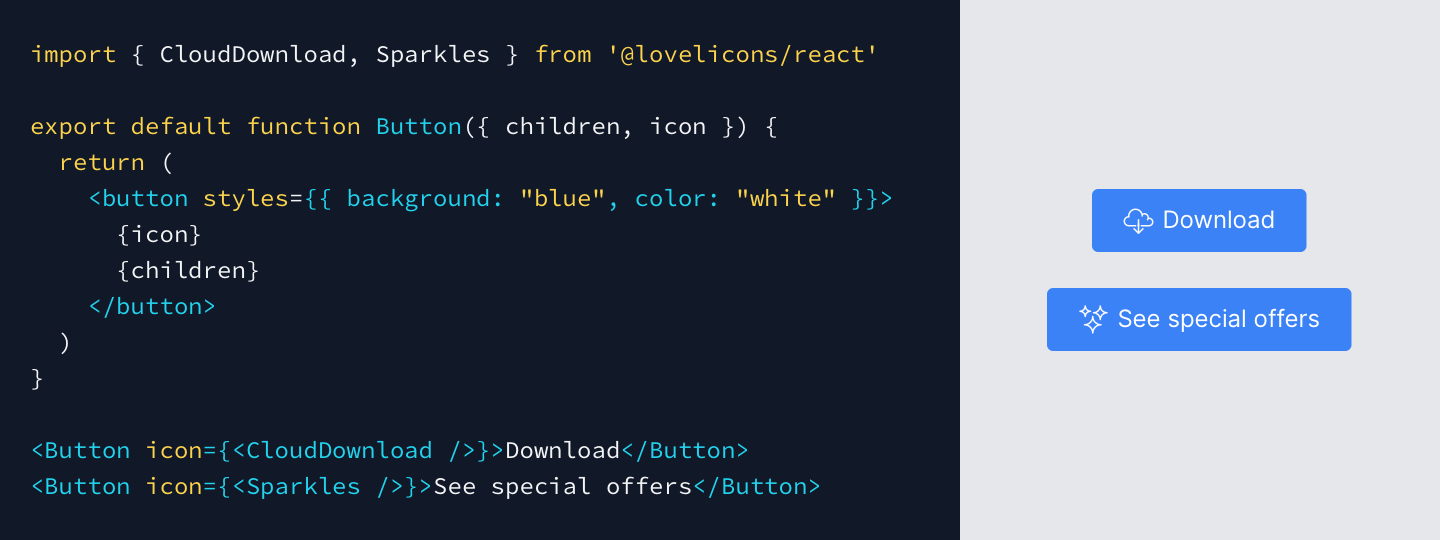 import { CloudDownload, Sparkles } from '@lovelicons/react'
export default function Button({ children, icon }) {
  return (
    <button styles={{ background: "blue", color: "white" }}>
      {icon}
      {children}
    </button>
  )
}
<Button icon={<CloudDownload />}>Download</Button>
<Button icon={<Sparkles />}>See special offers</Button>
Download
See special offers